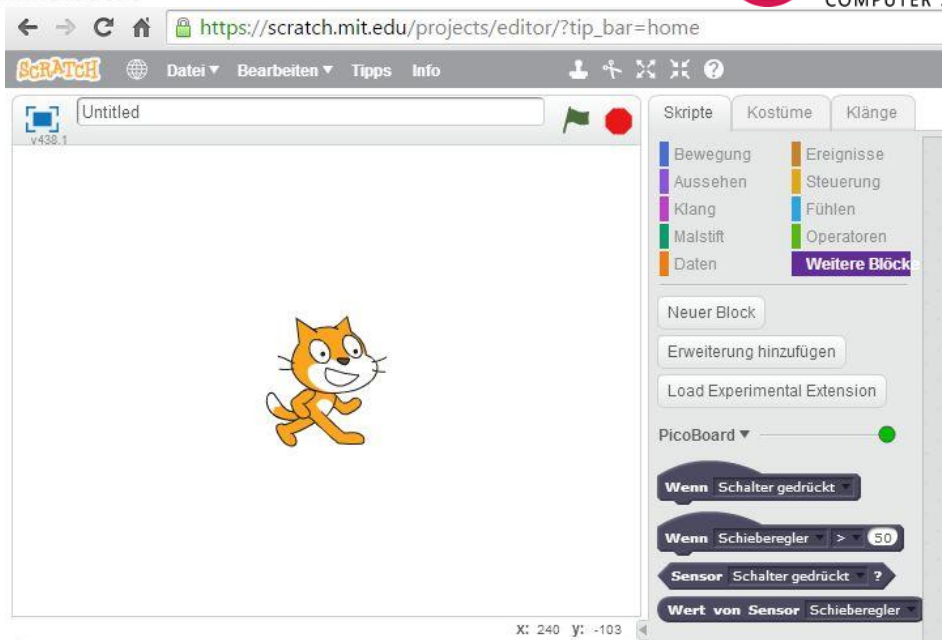 COMPUTER
https://scratch.mit.edu/projects/editor/?tip_bar=home
SCRATCH Datei Bearbeiten Tipps Info
Untitled
v438.1
Skripte Kostüme Klänge
Bewegung Ereignisse
Aussehen Steuerung
Klang Fühlen
Malstift Operatoren
Daten Weitere Blöcke
Neuer Block
Erweiterung hinzufügen
Load Experimental Extension
PicoBoard
Wenn Schalter gedrückt
Wenn Schieberegler > 50
Sensor Schalter gedrückt ?
Wert von Sensor Schieberegler
X: 240 y: -103